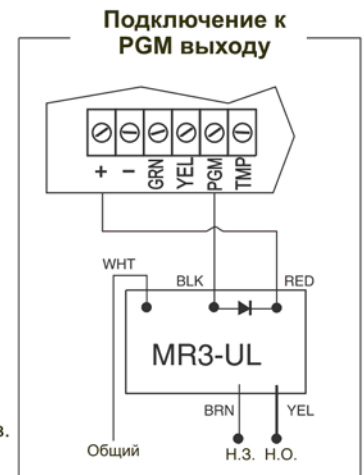 Подключение к
PGM выходу
+ − GRN YEL PGM TMP
WHT
BLK RED
MR3-UL
BRN YEL
в.
Общий
Н.З. Н.О.